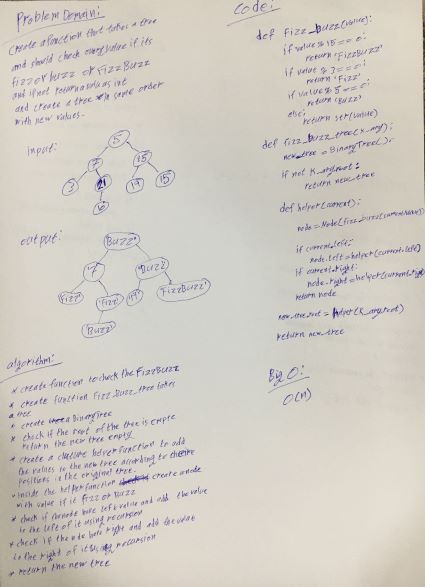 Problem Domain:
create a function that takes a tree
and should check every value if its
fizz or buzz or FizzBuzz
and if not return value as int
and create a tree in same order
with new values.
input:
5
7 25
3 21 19 15
6
output:
'Buzz'
'7' 'Buzz'
'Fizz' 'Fizz' '19' 'FizzBuzz'
'Buzz'
algorithm:
* create function to check the FizzBuzz
* create function Fizz_Buzz_tree takes
a tree
* create a BinaryTree
* check if the root of the tree is empte
return the new tree empty
* create a helper function to add
the values to the new tree according to
positions in the original tree.
* inside the helper function create a node
with value if it Fizz or Buzz
* check if the node have left value and add the value
to the left of it using recursion
* check if the node have right and add the
to the right of it using recursion
* return the new tree
Code:
def fizz_buzz(value):
if value % 15 == 0:
return 'FizzBuzz'
if value % 3 == 0:
return 'Fizz'
if value % 5 == 0:
return 'Buzz'
else:
return str(value)
def fizz_buzz_tree(k_ary):
new_tree = BinaryTree()
if not k_ary.root:
return new_tree
def helper(current):
node = Node(fizz_buzz(current.value))
if current.left:
node.left = helper(current.left)
if current.right:
node.right = helper(current.right)
return node
new_tree.root = helper(k_ary.root)
return new_tree
Big O:
O(n)